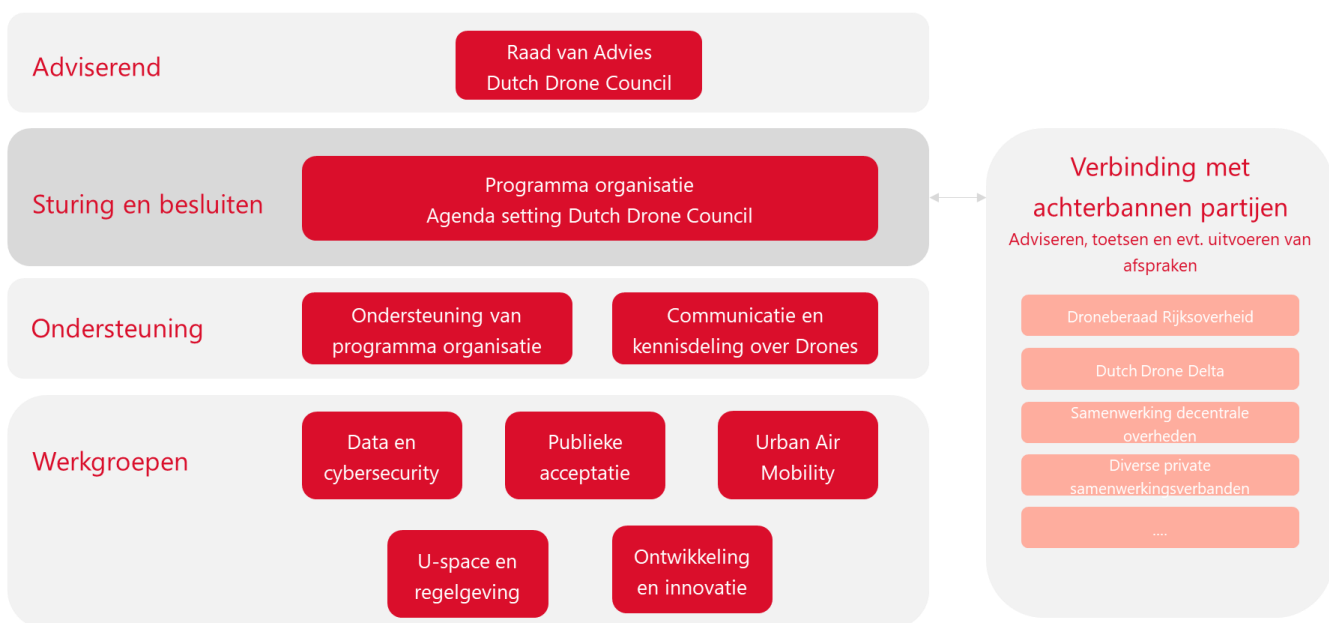 Adviserend
Raad van Advies
Dutch Drone Council
Sturing en besluiten
Programma organisatie
Agenda setting Dutch Drone Council
Ondersteuning
Ondersteuning van
programma organisatie
Communicatie en
kennisdeling over Drones
Werkgroepen
Data en
cybersecurity
Publieke
acceptatie
Urban Air
Mobility
U-space en
regelgeving
Ontwikkeling
en innovatie
Verbinding met
achterbannen partijen
Adviseren, toetsen en evt. uitvoeren van
afspraken
Droneberaad Rijksoverheid
Dutch Drone Delta
Samenwerking decentrale
overheden
Diverse private
samenwerkingsverbanden
....